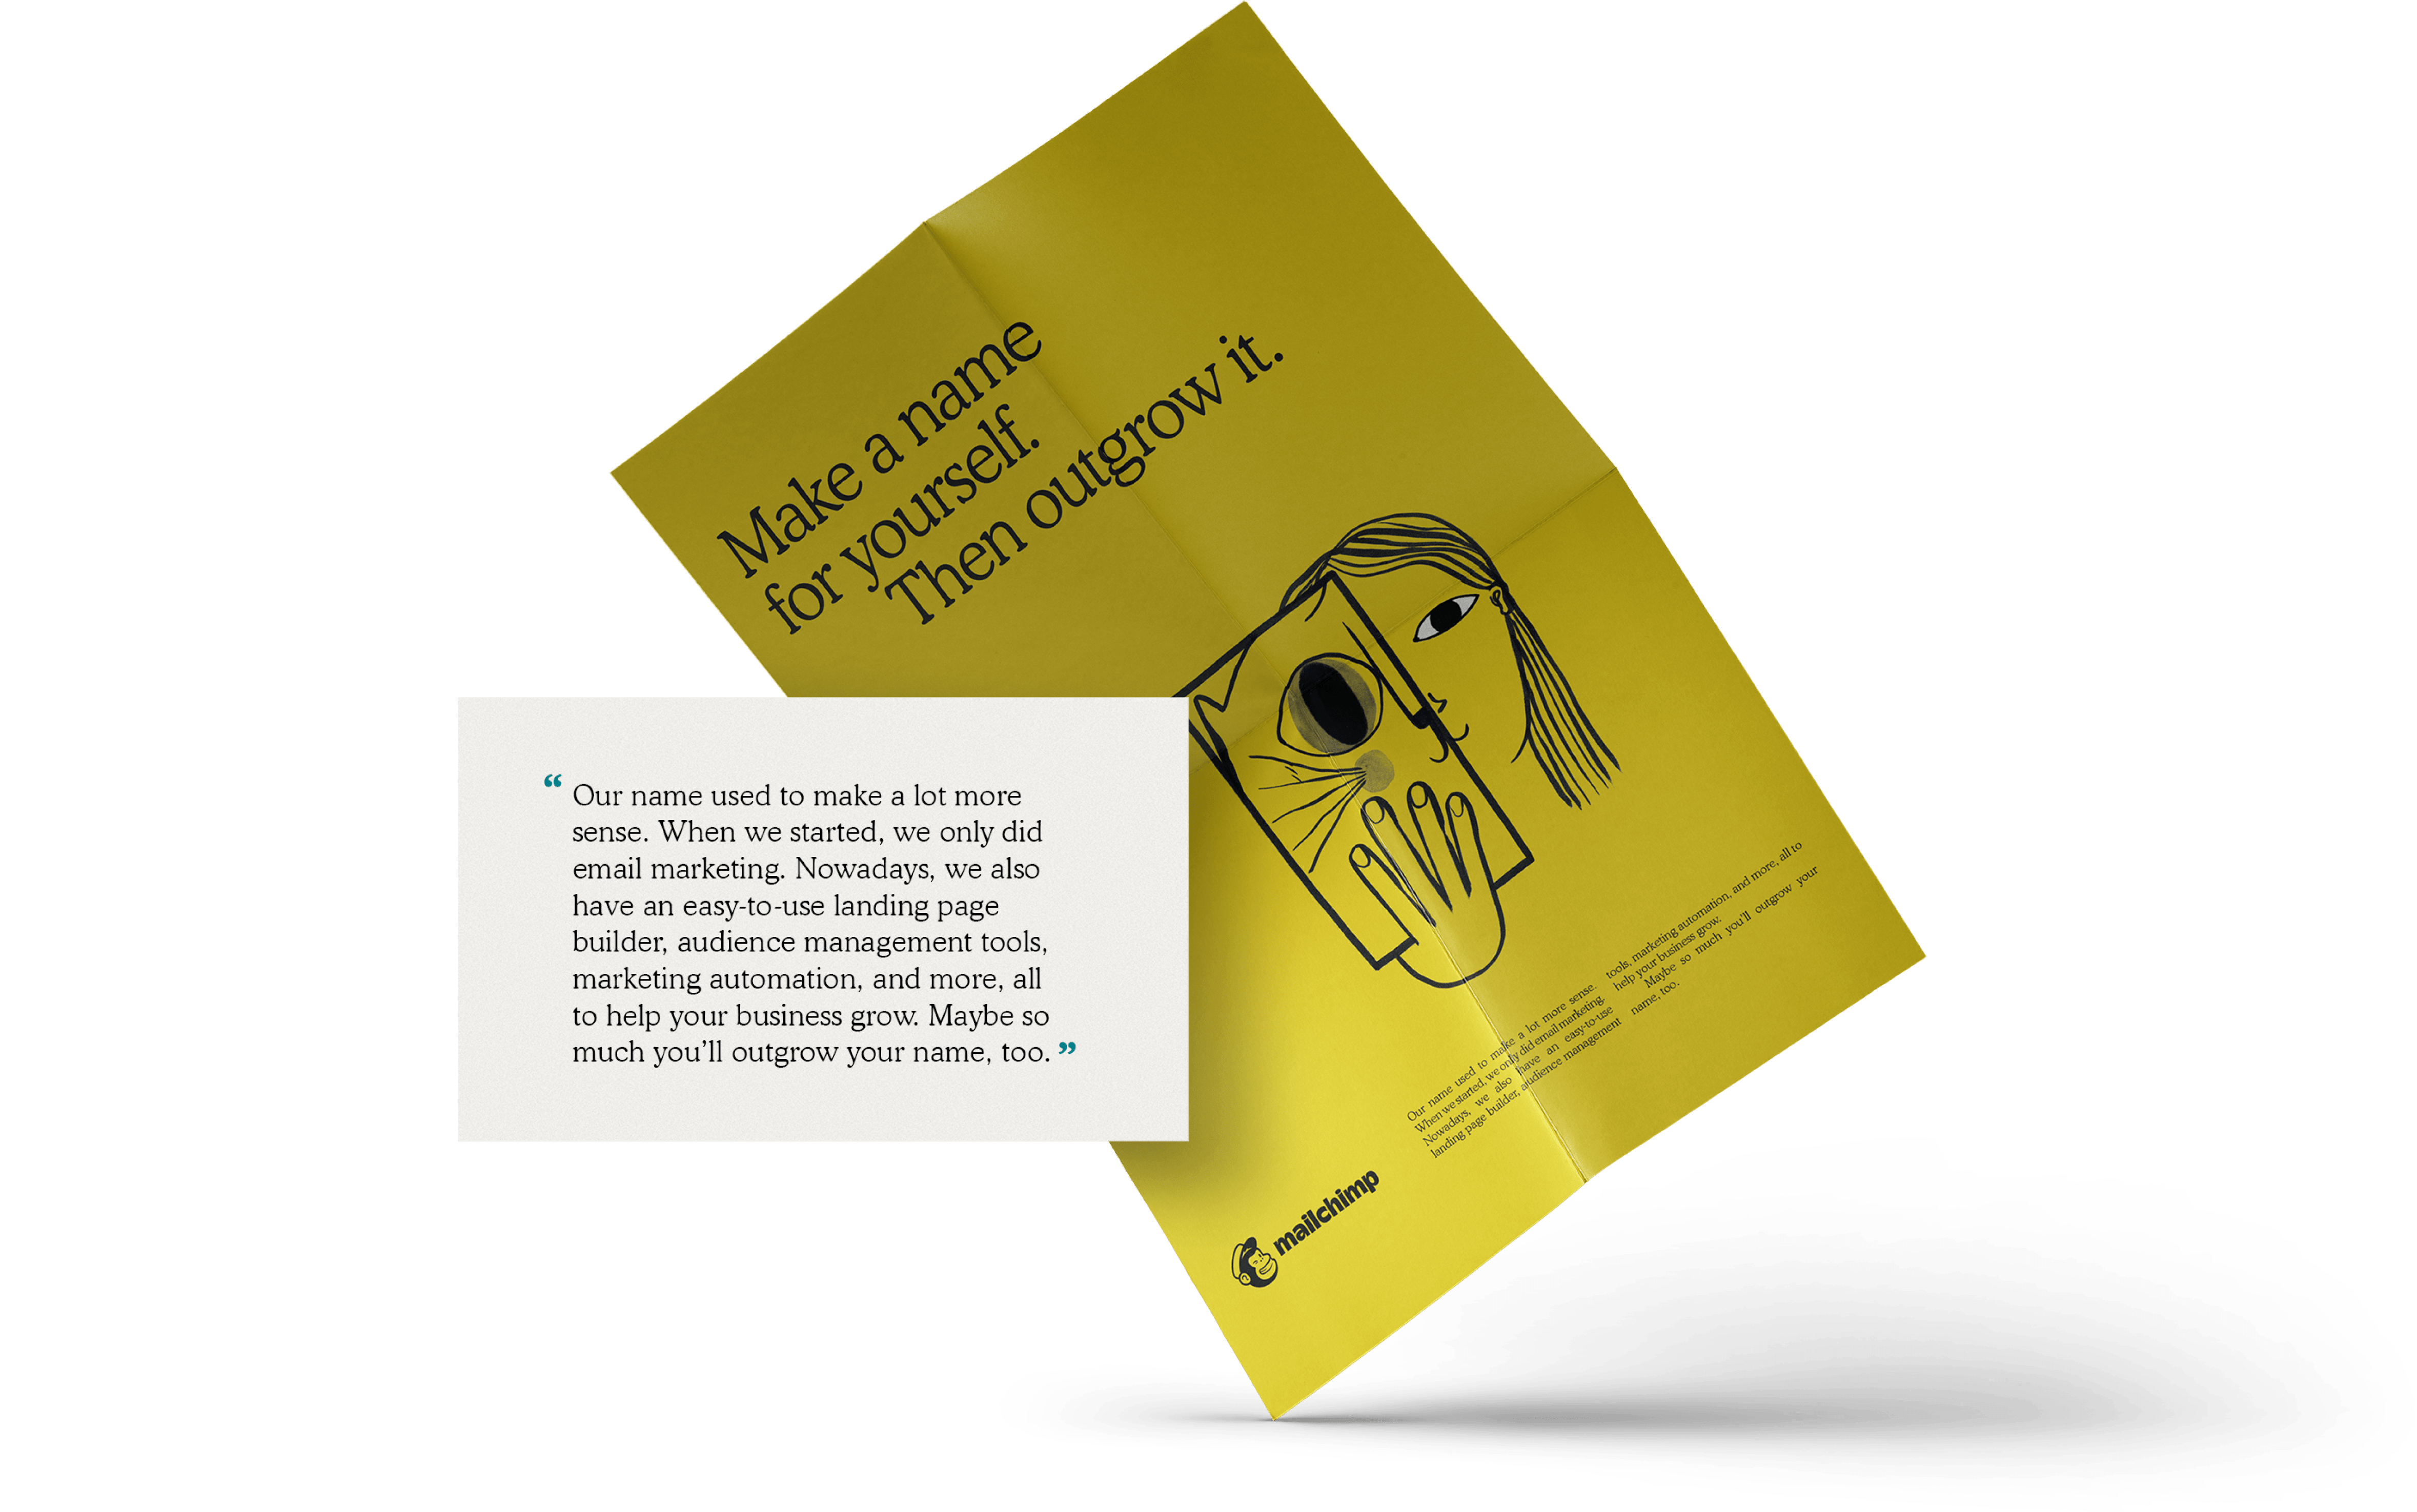 Make a name
for yourself.
Then outgrow it.
“ Our name used to make a lot more
sense. When we started, we only did
email marketing. Nowadays, we also
have an easy-to-use landing page
builder, audience management tools,
marketing automation, and more, all
to help your business grow. Maybe so
much you’ll outgrow your name, too. ”
Our name used to make a lot more sense.
When we started, we only did email marketing.
Nowadays, we also have an easy-to-use
landing page builder, audience management
tools, marketing automation, and more, all to
help your business grow.
Maybe so much you’ll outgrow your
name, too.
mailchimp